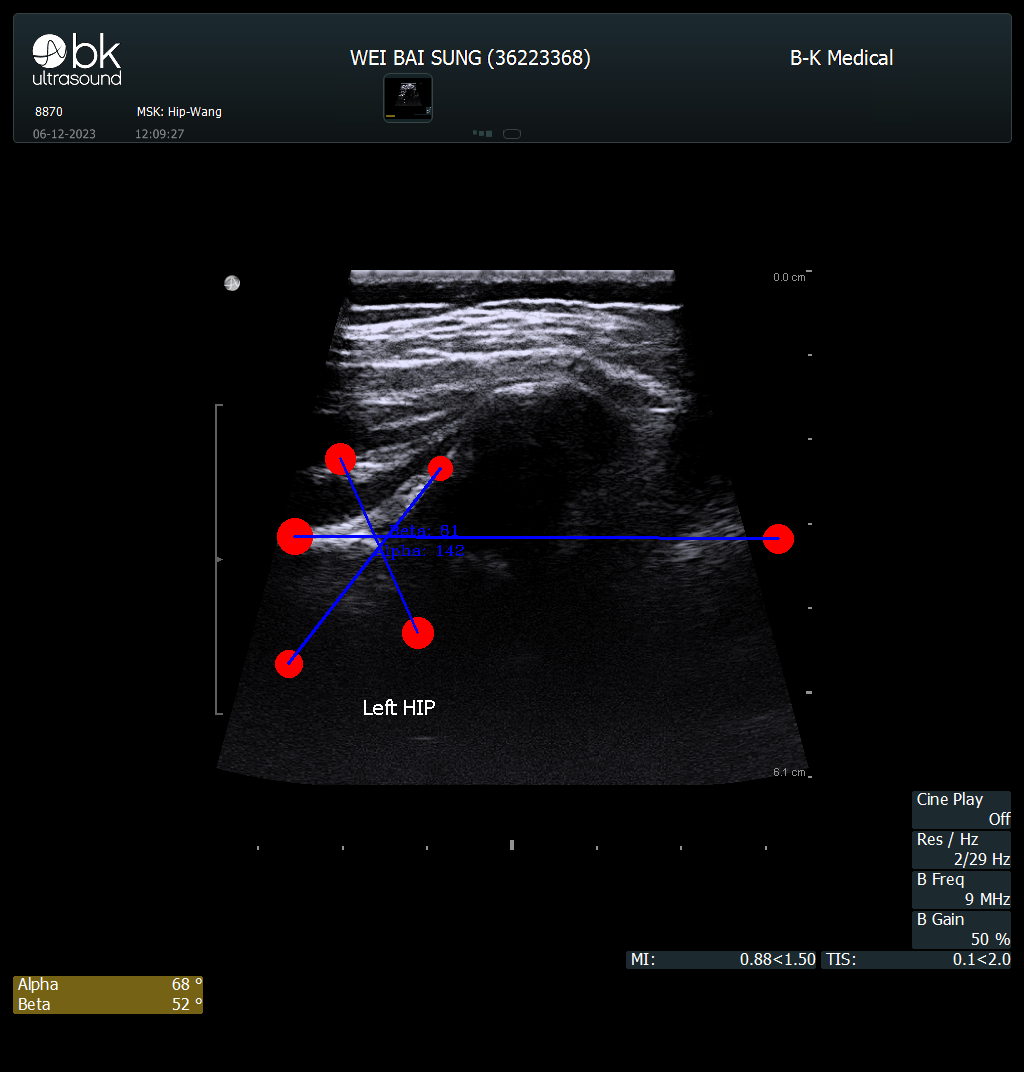 bk
ultrasound
WEI BAI SUNG (36223368)
B-K Medical
8870
MSK: Hip-Wang
06-12-2023
12:09:27
0.0 cm
61
142
Left HIP
6.1 cm
Cine Play
Off
Res / Hz
2/29 Hz
B Freq
9 MHz
B Gain
50 %
MI: 0.88<1.50
TIS: 0.1<2.0
Alpha 68 º
Beta 52 º